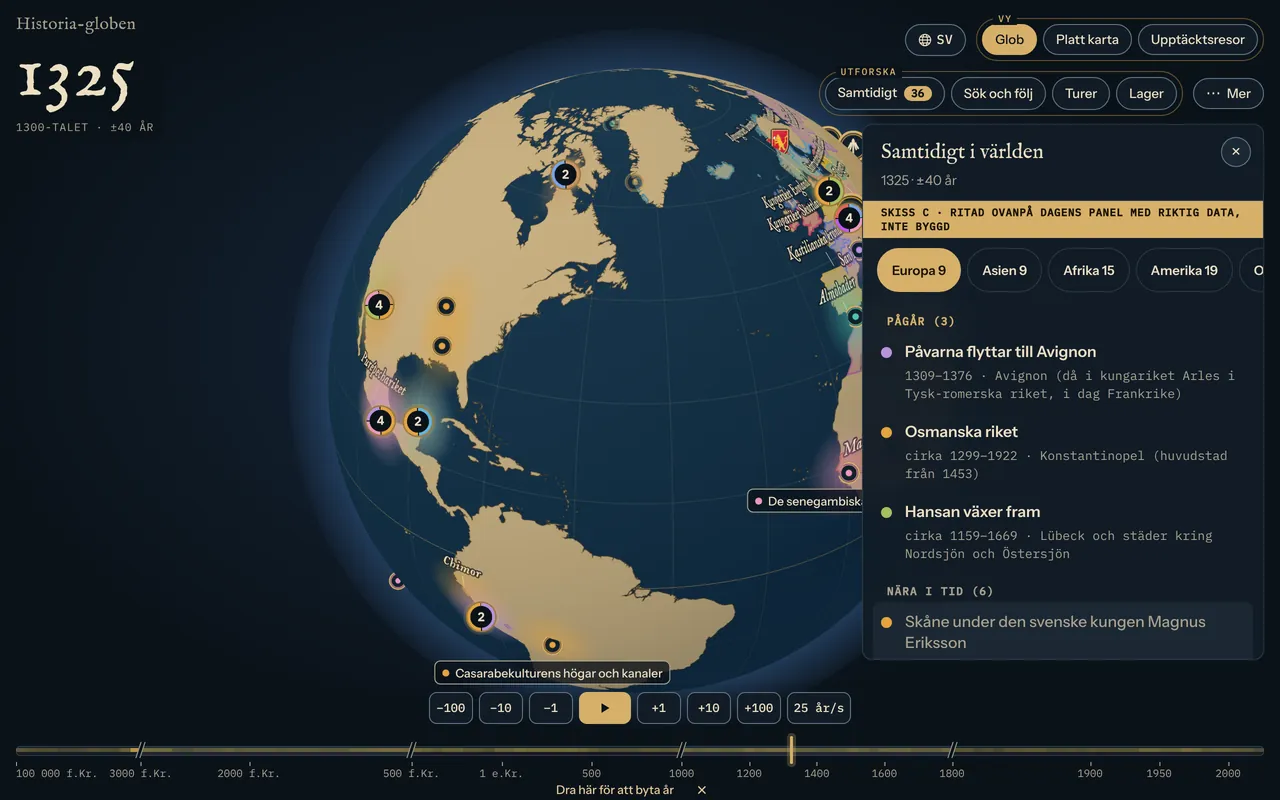 Historia-globen
1325
1300-TALET · ±40 ÅR
SV
VY
Glob
Platt karta
Upptäcktsresor
UTFORSKA
Samtidigt 36
Sök och följ
Turer
Lager
··· Mer
Samtidigt i världen
×
1325 · ±40 år
SKISS C · RITAD OVANPÅ DAGENS PANEL MED RIKTIG DATA,
INTE BYGGD
Europa 9
Asien 9
Afrika 15
Amerika 19
O
PÅGÅR (3)
Påvarna flyttar till Avignon
1309–1376 · Avignon (då i kungariket Arles i
Tysk-romerska riket, i dag Frankrike)
Osmanska riket
cirka 1299–1922 · Konstantinopel (huvudstad
från 1453)
Hansan växer fram
cirka 1159–1669 · Lübeck och städer kring
Nordsjön och Östersjön
NÄRA I TID (6)
Skåne under den svenske kungen Magnus
Eriksson
2
2
4
Kungariket
Kungariket
Almohader
4
4
2
Chimor
2
De senegambisk
Casarabekulturens högar och kanaler
−100
−10
−1
+1
+10
+100
25 år/s
100 000 f.Kr.
3000 f.Kr.
2000 f.Kr.
500 f.Kr.
1 e.Kr.
500
1000
1200
1400
1600
1800
1900
1950
2000
Dra här för att byta år ×